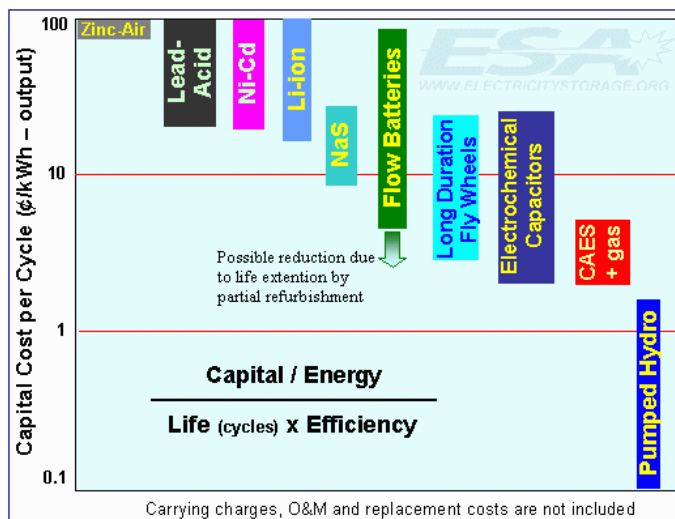 100
10
1
0.1
Capital Cost per Cycle (¢/kWh – output)
Zinc-Air
Lead-
Acid
Ni-Cd
Li-ion
NaS
Flow Batteries
Long Duration
Fly Wheels
Electrochemical
Capacitors
CAES
+ gas
Pumped Hydro
ESA
WWW.ELECTRICITYSTORAGE.ORG
Possible reduction due
to life extention by
partial refurbishment
Capital / Energy
Life (cycles) x Efficiency
Carrying charges, O&M and replacement costs are not included